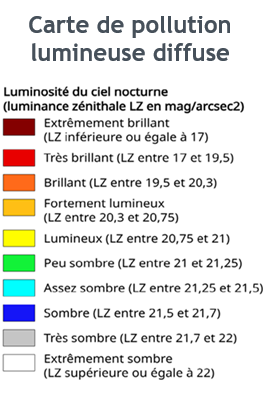 Carte de pollution
lumineuse diffuse
Luminosité du ciel nocturne
(luminance zénithale LZ en mag/arcsec2)
Extrêmement brillant
(LZ inférieure ou égale à 17)
Très brillant (LZ entre 17 et 19,5)
Brillant (LZ entre 19,5 et 20,3)
Fortement lumineux
(LZ entre 20,3 et 20,75)
Lumineux (LZ entre 20,75 et 21)
Peu sombre (LZ entre 21 et 21,25)
Assez sombre (LZ entre 21,25 et 21,5)
Sombre (LZ entre 21,5 et 21,7)
Très sombre (LZ entre 21,7 et 22)
Extrêmement sombre
(LZ supérieure ou égale à 22)